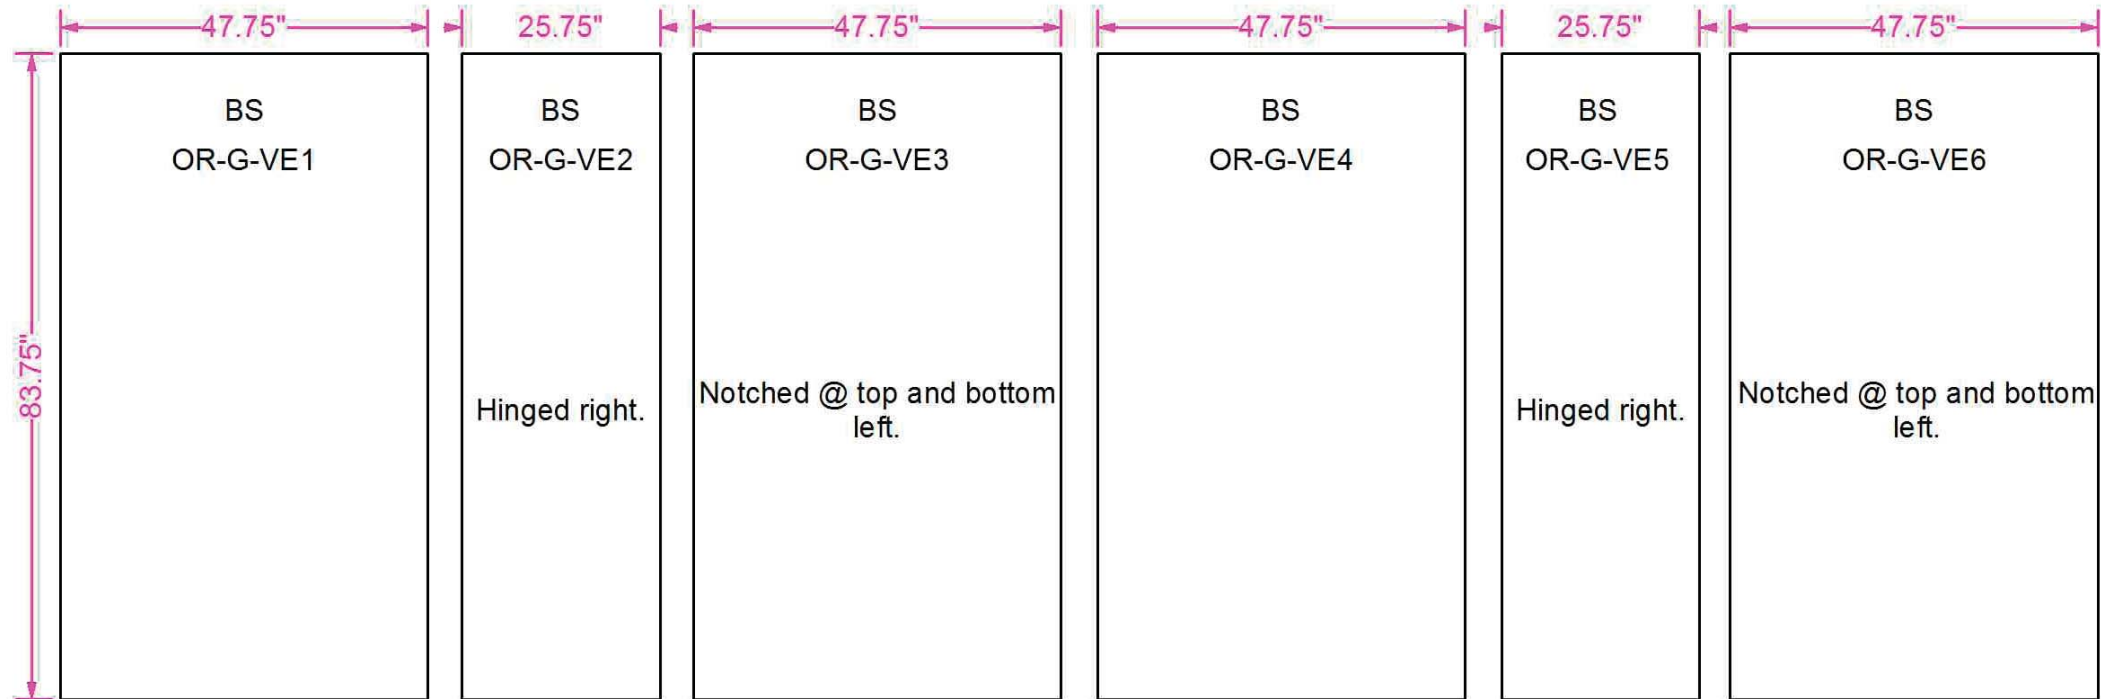 47.75" 25.75" 47.75" 47.75" 25.75" 47.75"
83.75"
BS
OR-G-VE1
BS
OR-G-VE2
Hinged right.
BS
OR-G-VE3
Notched @ top and bottom
left.
BS
OR-G-VE4
BS
OR-G-VE5
Hinged right.
BS
OR-G-VE6
Notched @ top and bottom
left.